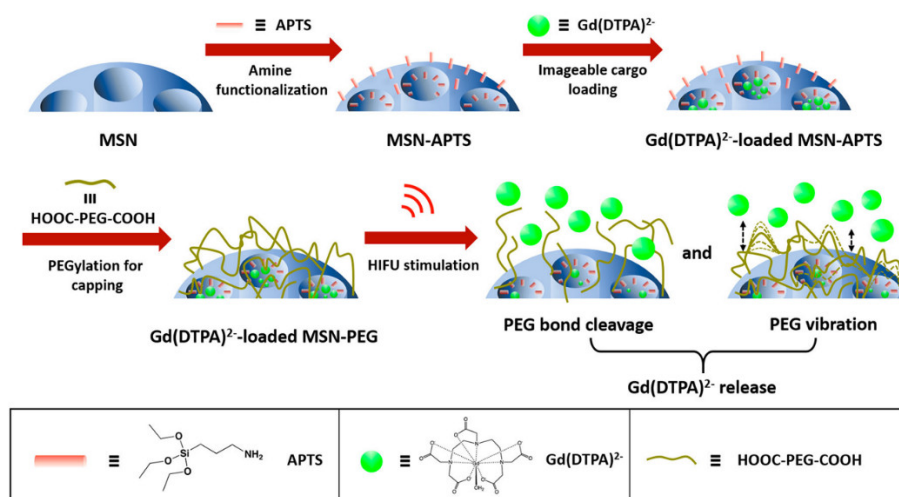 ≡ APTS
Amine
functionalization
≡ Gd(DTPA)²⁻
Imageable cargo
loading
MSN
MSN-APTS
Gd(DTPA)²⁻-loaded MSN-APTS
≡
HOOC-PEG-COOH
PEGylation for
capping
HIFU stimulation
and
Gd(DTPA)²⁻-loaded MSN-PEG
PEG bond cleavage
PEG vibration
Gd(DTPA)²⁻ release
≡ O Si O O NH₂ APTS
≡ Gd(DTPA)²⁻
≡ HOOC-PEG-COOH